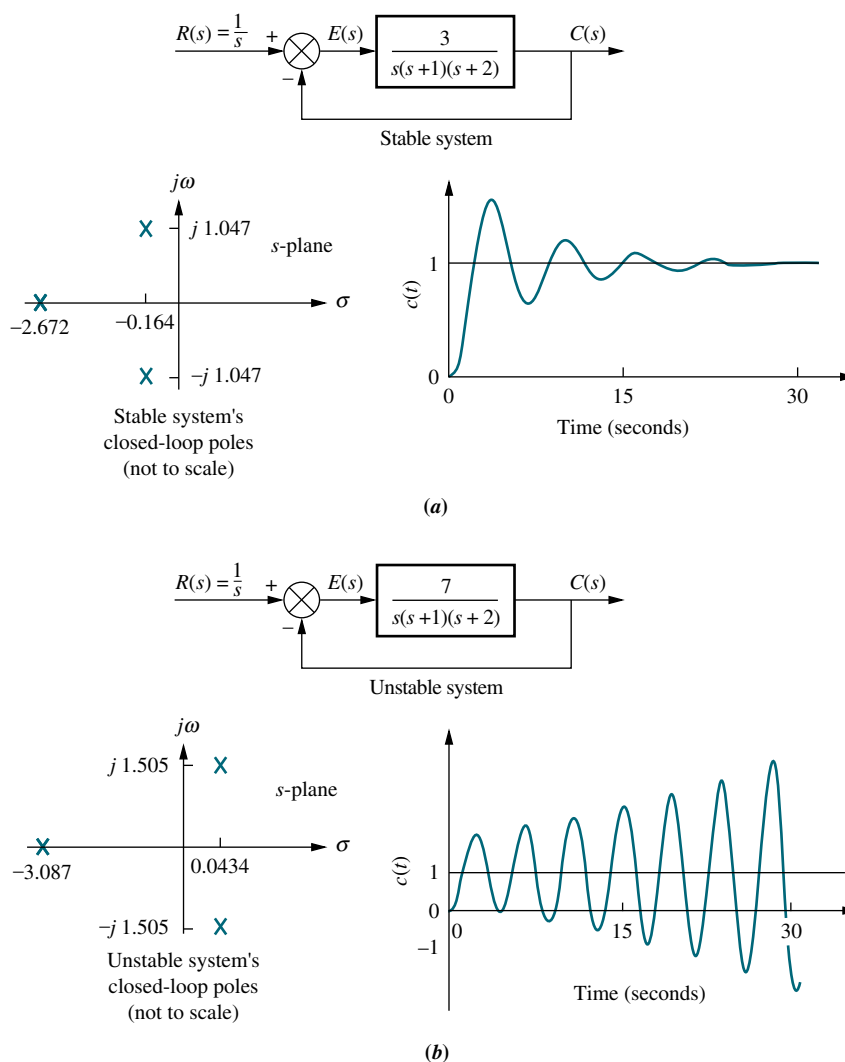 R(s) = 1/s + E(s) 3/s(s+1)(s+2) C(s)
−
Stable system
jω
j 1.047
s-plane
σ
−2.672
−0.164
−j 1.047
Stable system's
closed-loop poles
(not to scale)
c(t)
1
0
0 15 30
Time (seconds)
(a)
R(s) = 1/s + E(s) 7/s(s+1)(s+2) C(s)
−
Unstable system
jω
j 1.505
s-plane
σ
−3.087
0.0434
−j 1.505
Unstable system's
closed-loop poles
(not to scale)
c(t)
1
0
−1
0 15 30
Time (seconds)
(b)